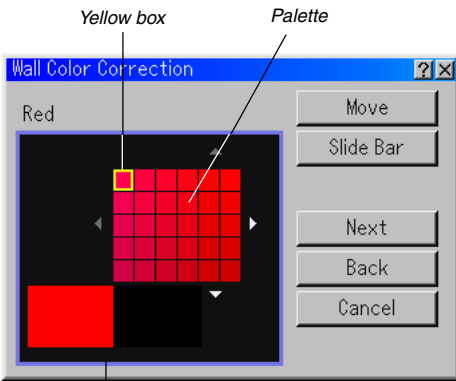 Yellow box
Palette
Wall Color Correction
Red
Move
Slide Bar
Next
Back
Cancel